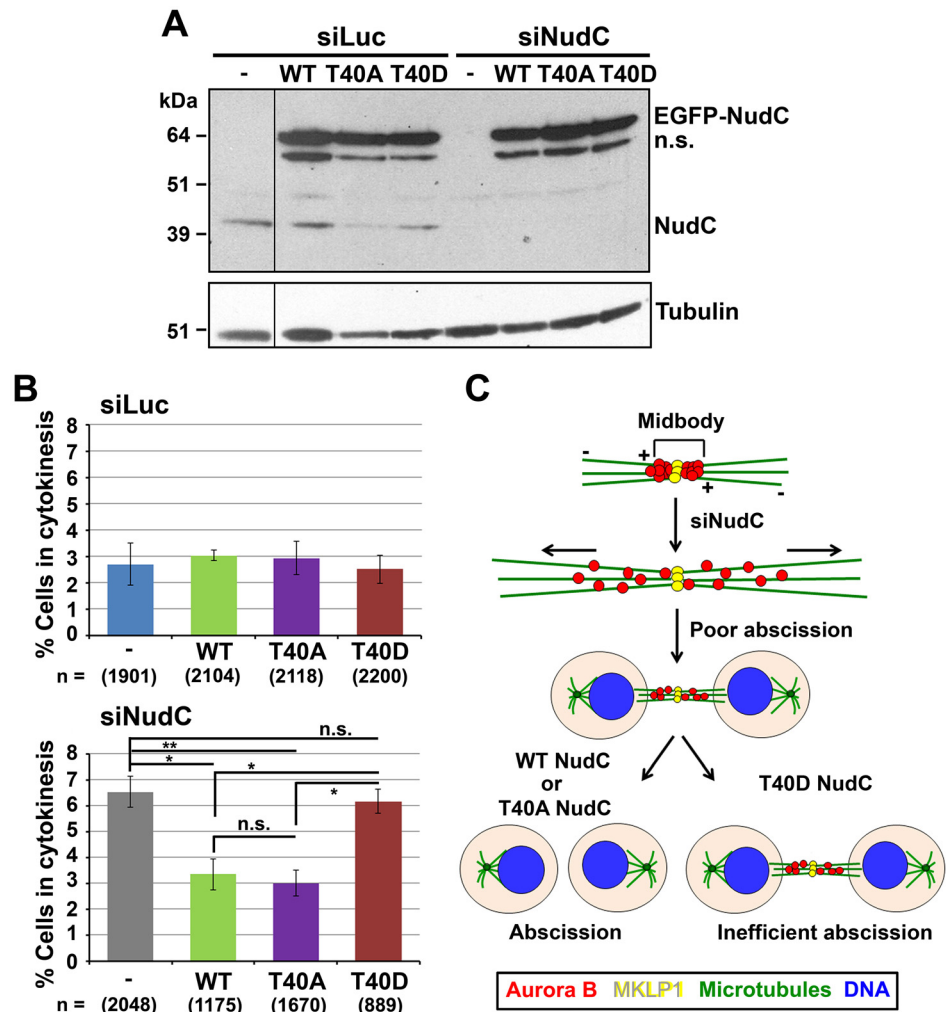 A
siLuc siNudC
- WT T40A T40D - WT T40A T40D
kDa
64
51
39
EGFP-NudC
n.s.
NudC
51
Tubulin
B
siLuc
% Cells in cytokinesis
8
7
6
5
4
3
2
1
0
- WT T40A T40D
n = (1901) (2104) (2118) (2200)
siNudC
% Cells in cytokinesis
8
7
6
5
4
3
2
1
0
n.s.
**
*
*
*
n.s.
- WT T40A T40D
n = (2048) (1175) (1670) (889)
C
Midbody
- +
+ -
siNudC
Poor abscission
WT NudC
or
T40A NudC
T40D NudC
Abscission
Inefficient abscission
Aurora B MKLP1 Microtubules DNA